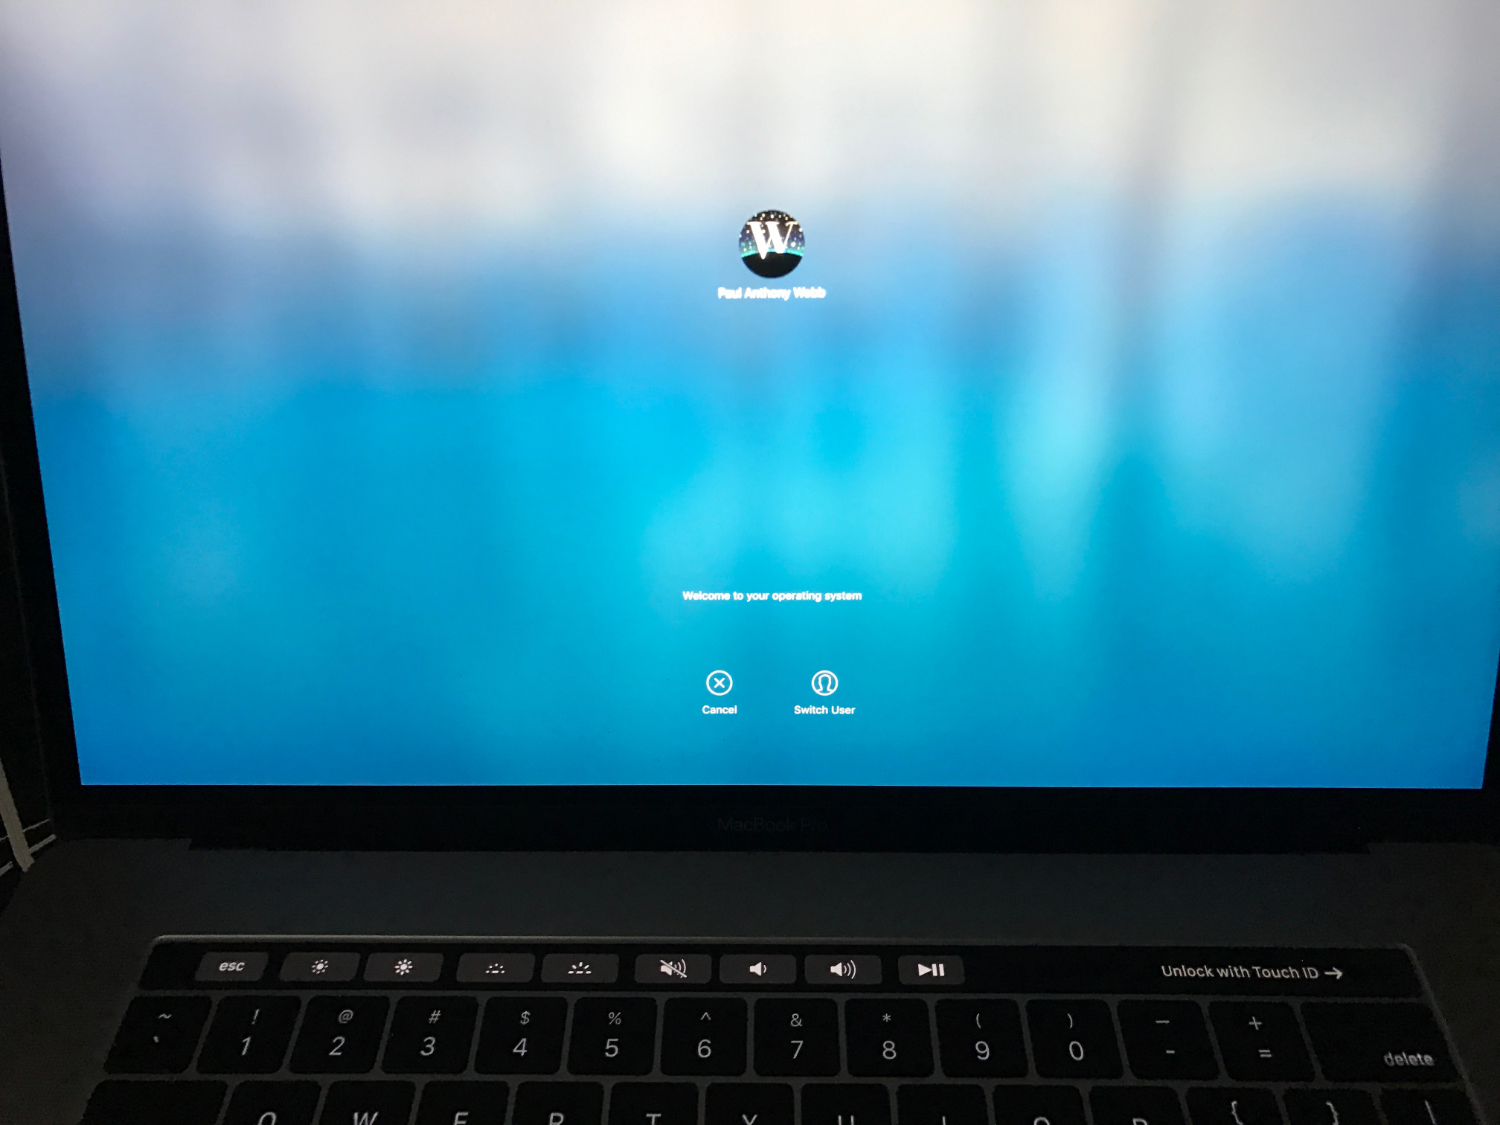 W
Paul Anthony Webb
Welcome to your operating system
Cancel Switch User
MacBook Pro
esc Unlock with Touch ID →
~ ! @ # $ % ^ & * ( ) — +
` 1 2 3 4 5 6 7 8 9 0 - = delete
Q W E R T Y U I O P { } |